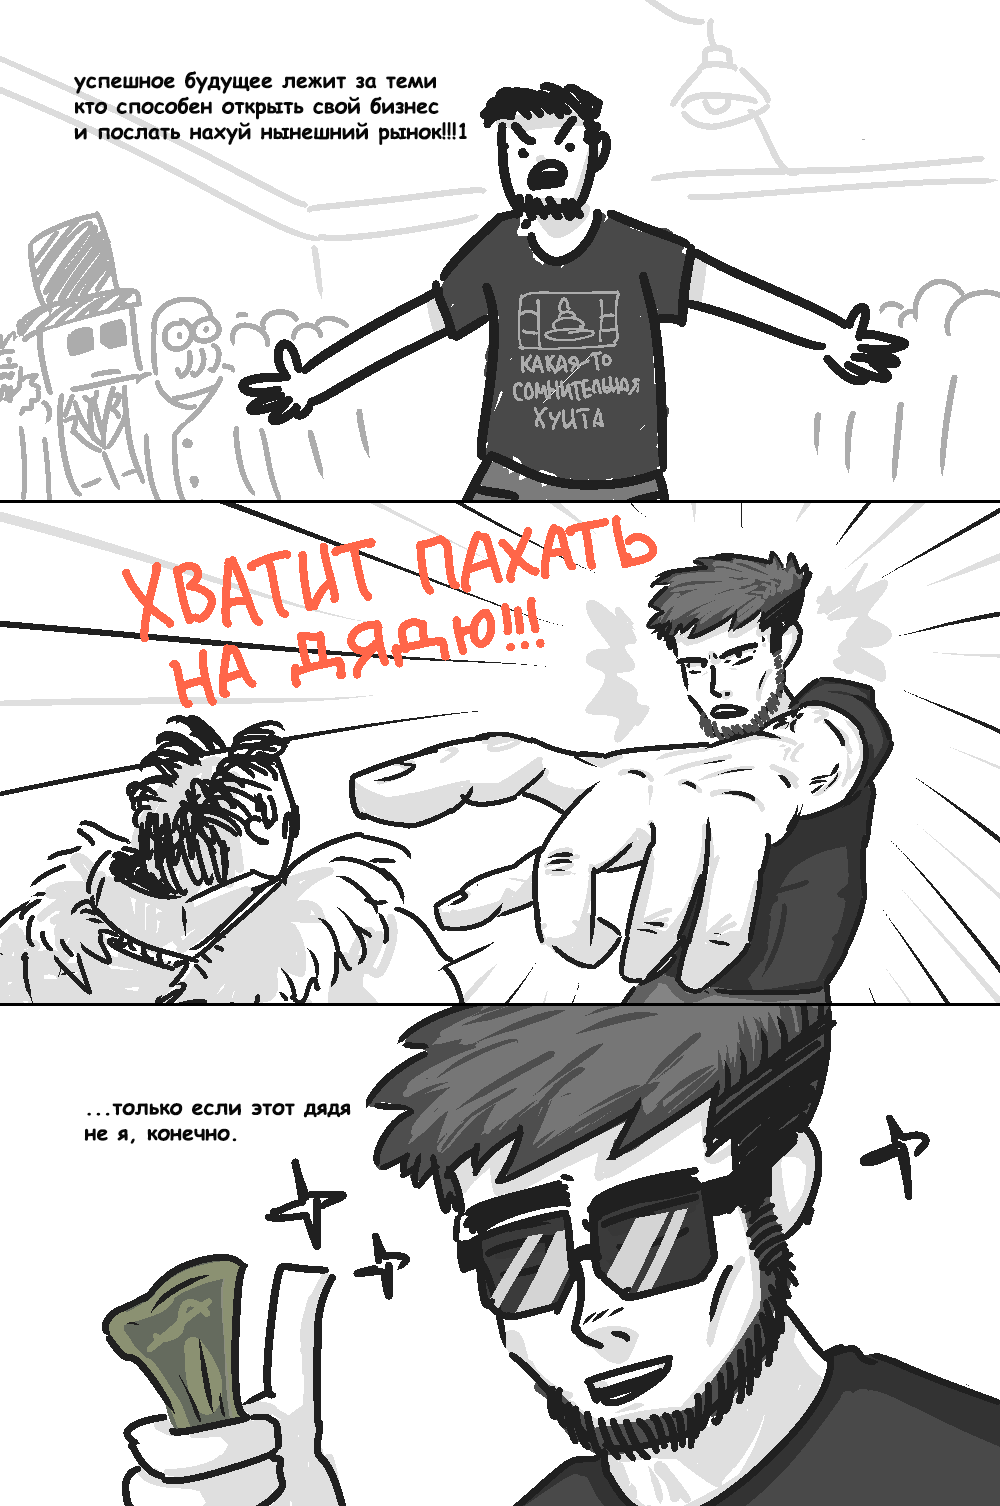 успешное будущее лежит за теми
кто способен открыть свой бизнес
и послать нахуй нынешний рынок!!!1
КАКАЯ-ТО
СОМНИТЕЛЬНАЯ
ХУИТА
ХВАТИТ ПАХАТЬ
НА ДЯДЮ!!!
...только если этот дядя
не я, конечно.